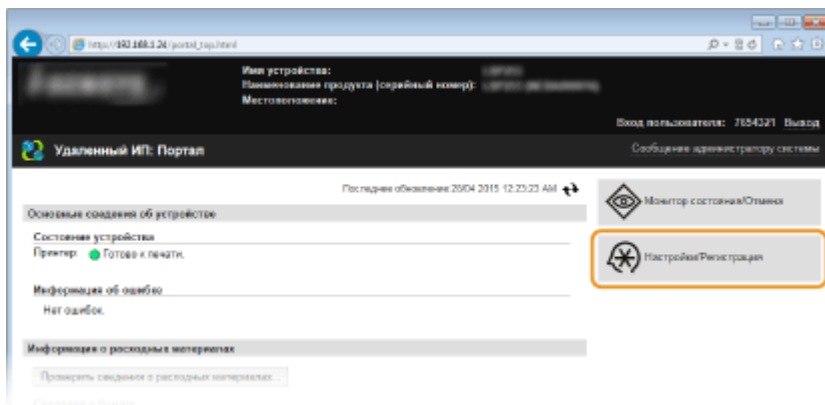 http://192.168.1.24/portal_top.html
Имя устройства:
Наименование продукта (серийный номер):
Местоположение:
Вход пользователя: 7654321 Выход
Удаленный ИП: Портал
Сообщение администратору системы
Последнее обновление:28/04 2015 12:23:23 AM
Монитор состояния/Отмена
Основные сведения об устройстве
Состояние устройства
Принтер: Готово к печати.
Настройки/Регистрация
Информация об ошибке
Нет ошибок.
Информация о расходных материалах
Проверить сведения о расходных материалах...